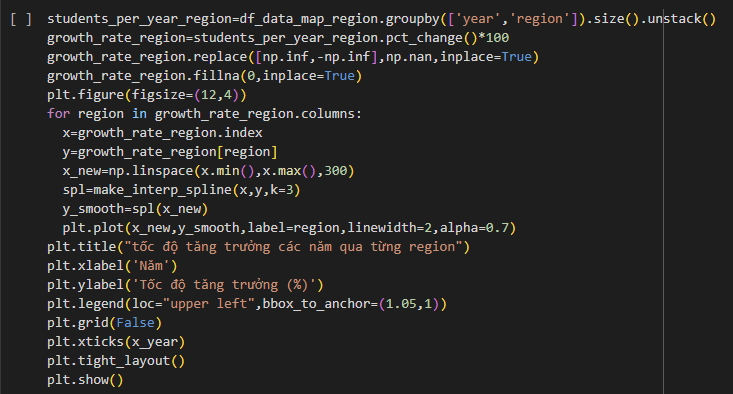 [ ] students_per_year_region=df_data_map_region.groupby(['year','region']).size().unstack()
growth_rate_region=students_per_year_region.pct_change()*100
growth_rate_region.replace([np.inf,-np.inf],np.nan,inplace=True)
growth_rate_region.fillna(0,inplace=True)
plt.figure(figsize=(12,4))
for region in growth_rate_region.columns:
  x=growth_rate_region.index
  y=growth_rate_region[region]
  x_new=np.linspace(x.min(),x.max(),300)
  spl=make_interp_spline(x,y,k=3)
  y_smooth=spl(x_new)
  plt.plot(x_new,y_smooth,label=region,linewidth=2,alpha=0.7)
plt.title("tốc độ tăng trưởng các năm qua từng region")
plt.xlabel('Năm')
plt.ylabel('Tốc độ tăng trưởng (%)')
plt.legend(loc="upper left",bbox_to_anchor=(1.05,1))
plt.grid(False)
plt.xticks(x_year)
plt.tight_layout()
plt.show()